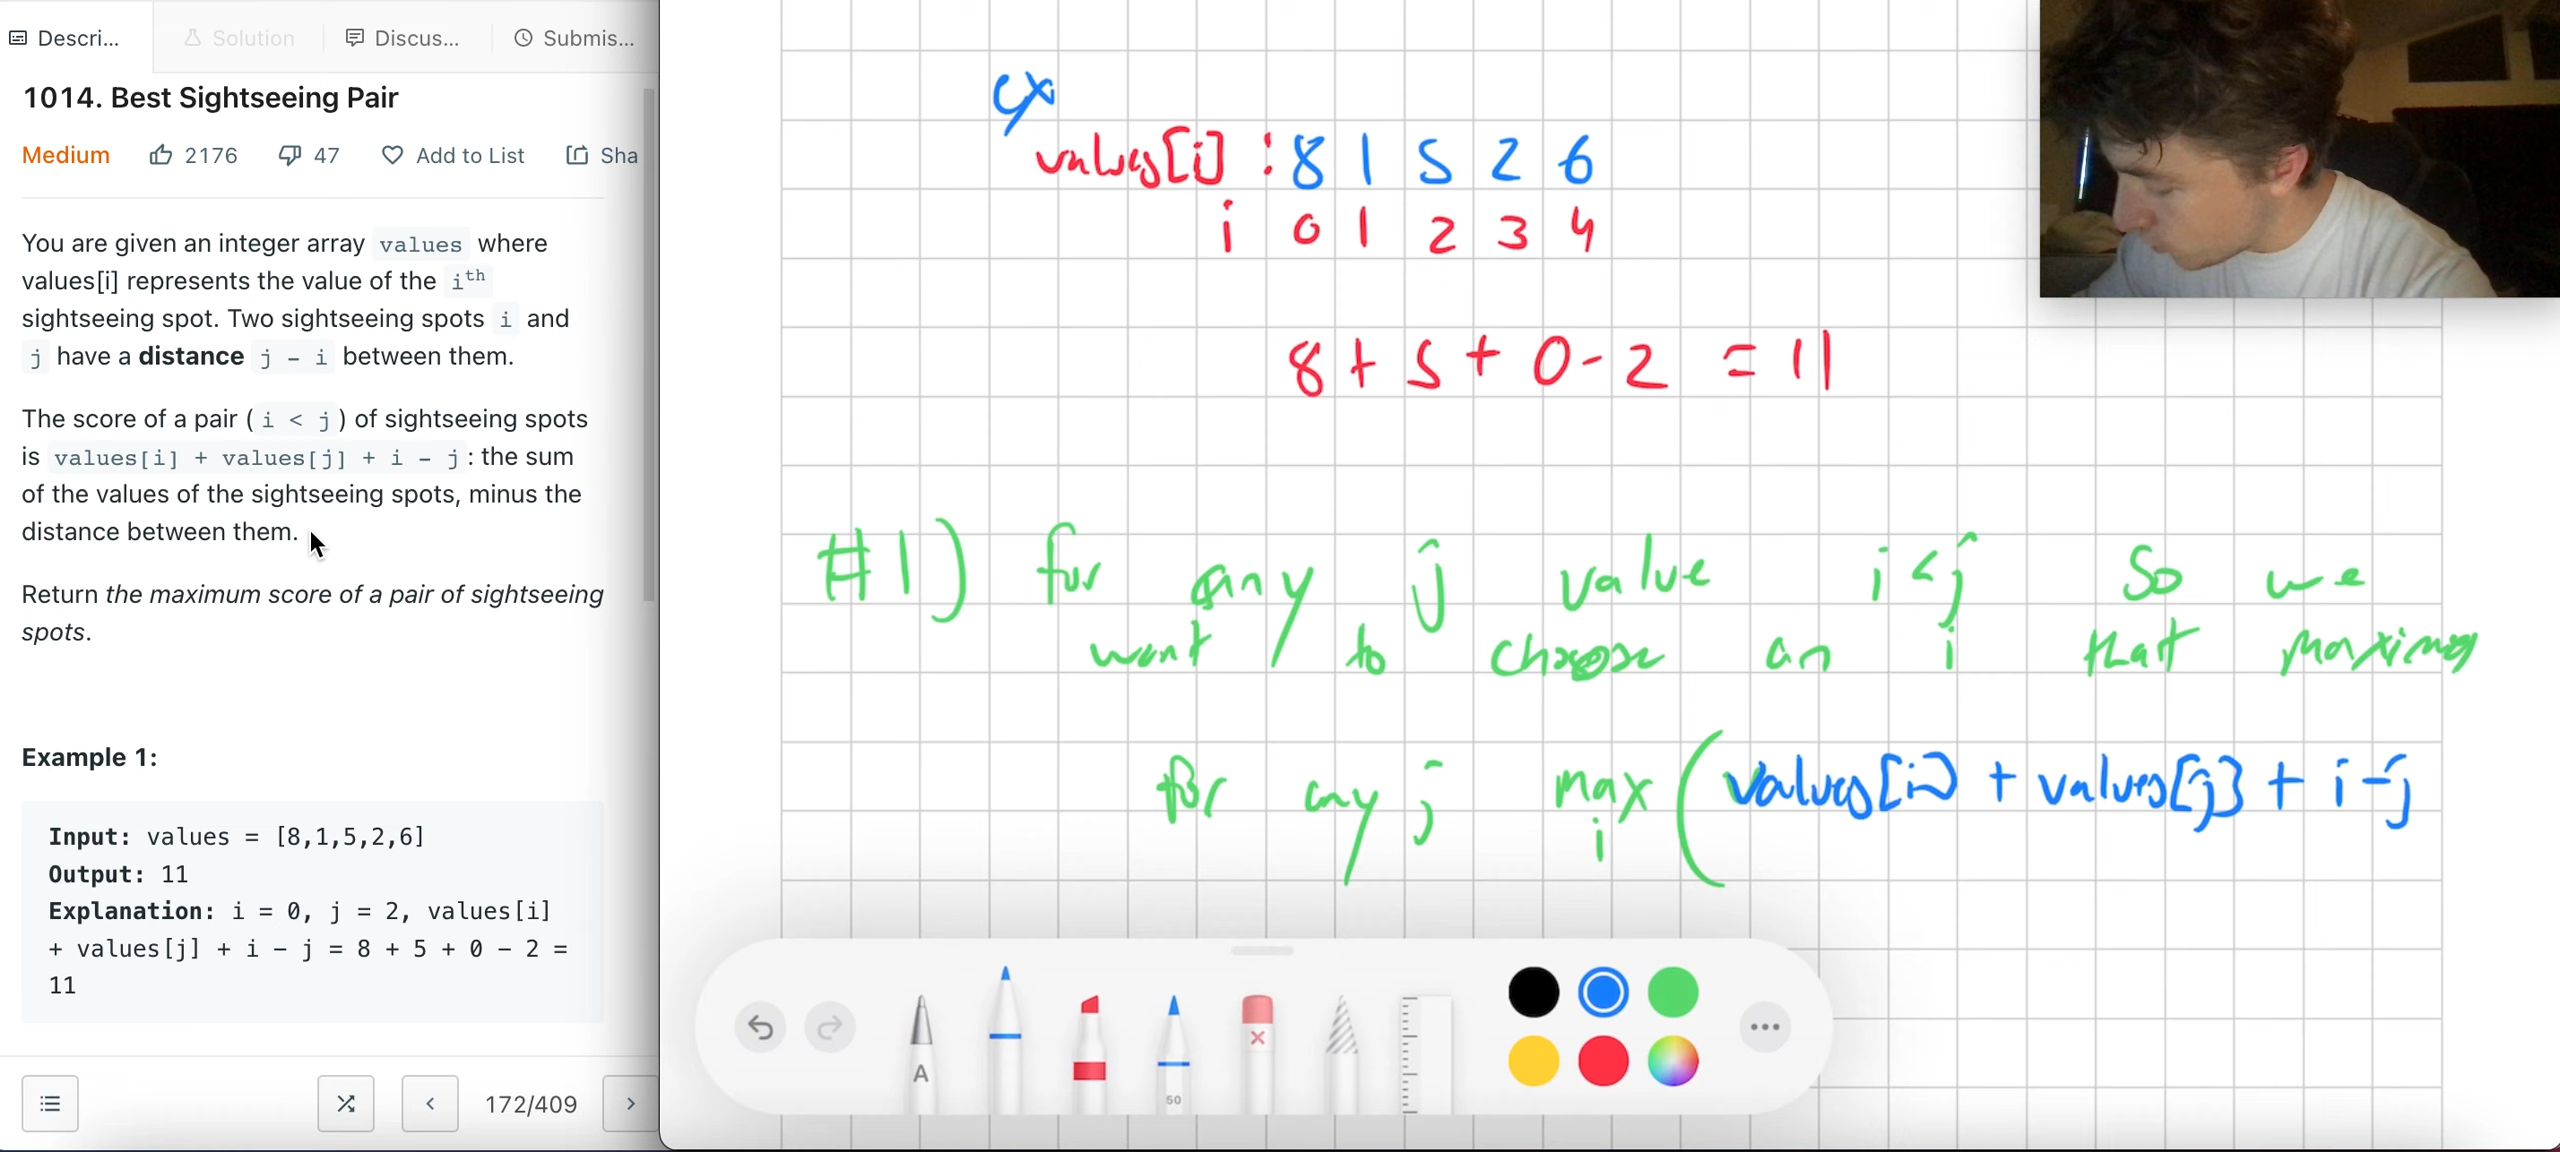 Descri...
Solution
Discus...
Submis...
1014. Best Sightseeing Pair
Medium 2176 47 Add to List Sha
You are given an integer array values where
values[i] represents the value of the ith
sightseeing spot. Two sightseeing spots i and
j have a distance j - i between them.
The score of a pair (i < j) of sightseeing spots
is values[i] + values[j] + i - j: the sum
of the values of the sightseeing spots, minus the
distance between them.
Return the maximum score of a pair of sightseeing
spots.
Example 1:
Input: values = [8,1,5,2,6]
Output: 11
Explanation: i = 0, j = 2, values[i]
+ values[j] + i - j = 8 + 5 + 0 - 2 =
11
172/409
ex
values[i] : 8 1 5 2 6
i 0 1 2 3 4
8 + 5 + 0 - 2 = 11
#1) for any j value i < j so we
want to choose an i that
for any j max ( values[i] + values[j] + i - j
i
A
50